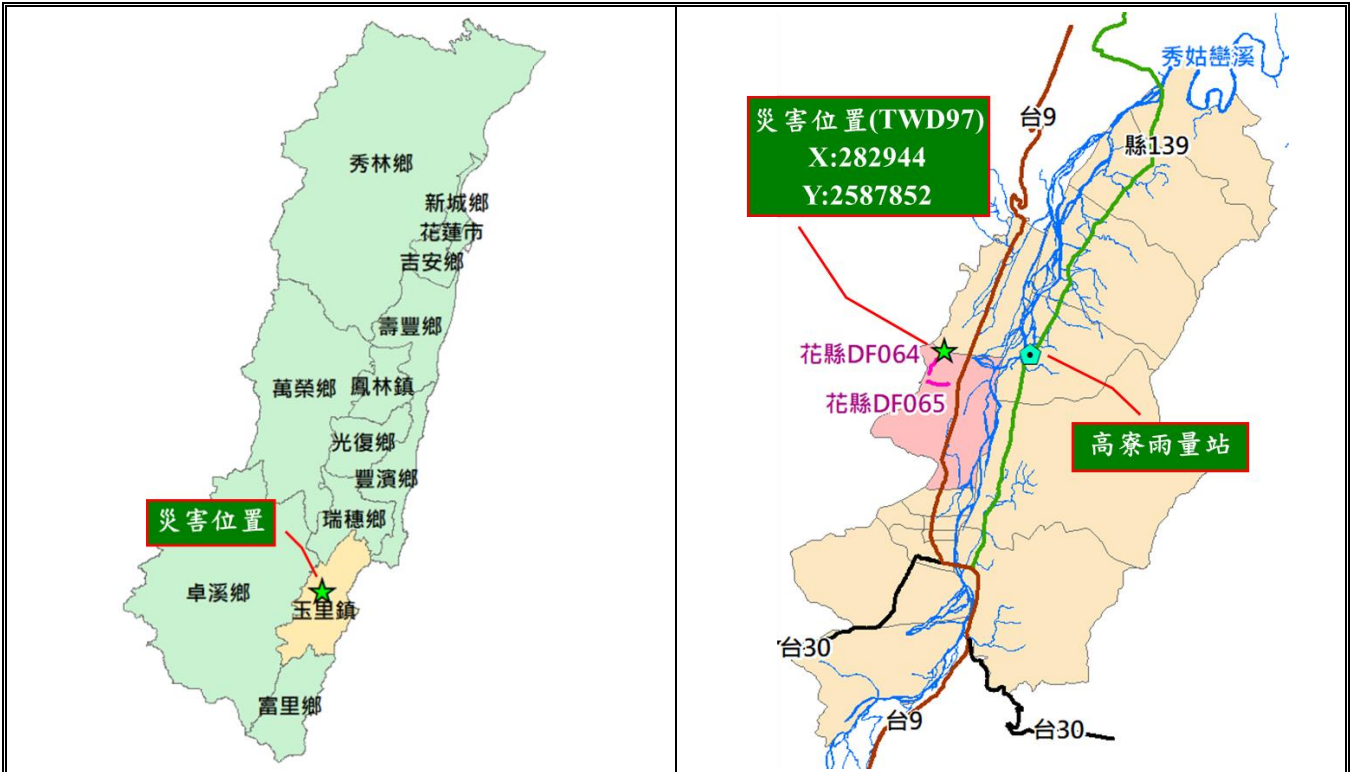 秀林鄉
新城鄉
花蓮市
吉安鄉
壽豐鄉
萬榮鄉
鳳林鎮
光復鄉
豐濱鄉
瑞穗鄉
災害位置
卓溪鄉
玉里鎮
富里鄉
秀姑巒溪
災害位置(TWD97)
X:282944
Y:2587852
台9
縣139
花縣DF064
花縣DF065
高寮雨量站
台30
台9
台30